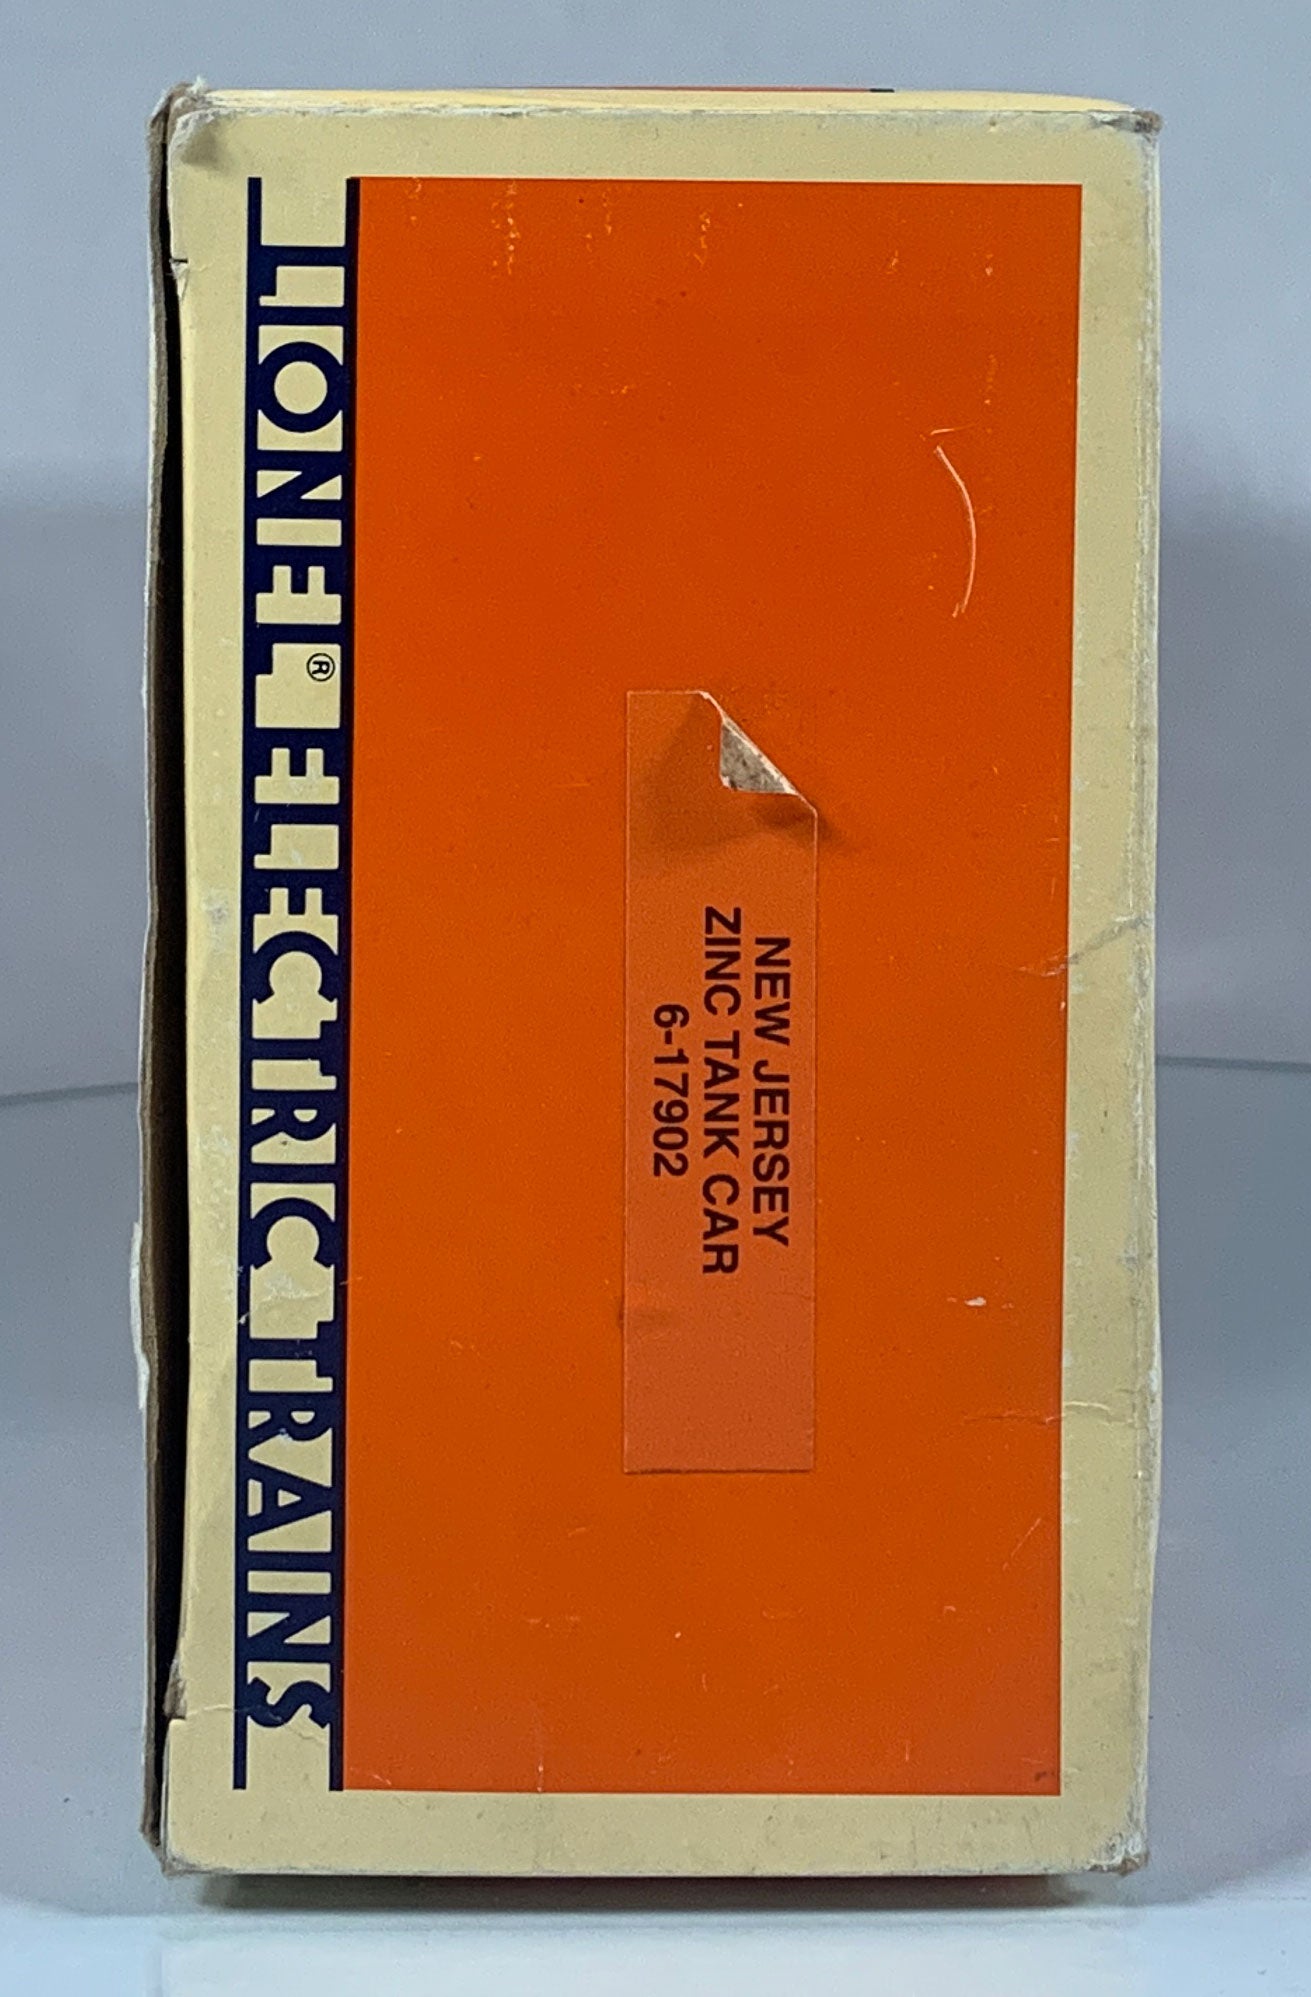 LIONEL® ELECTRIC TRAINS
NEW JERSEY
ZINC TANK CAR
6-17902